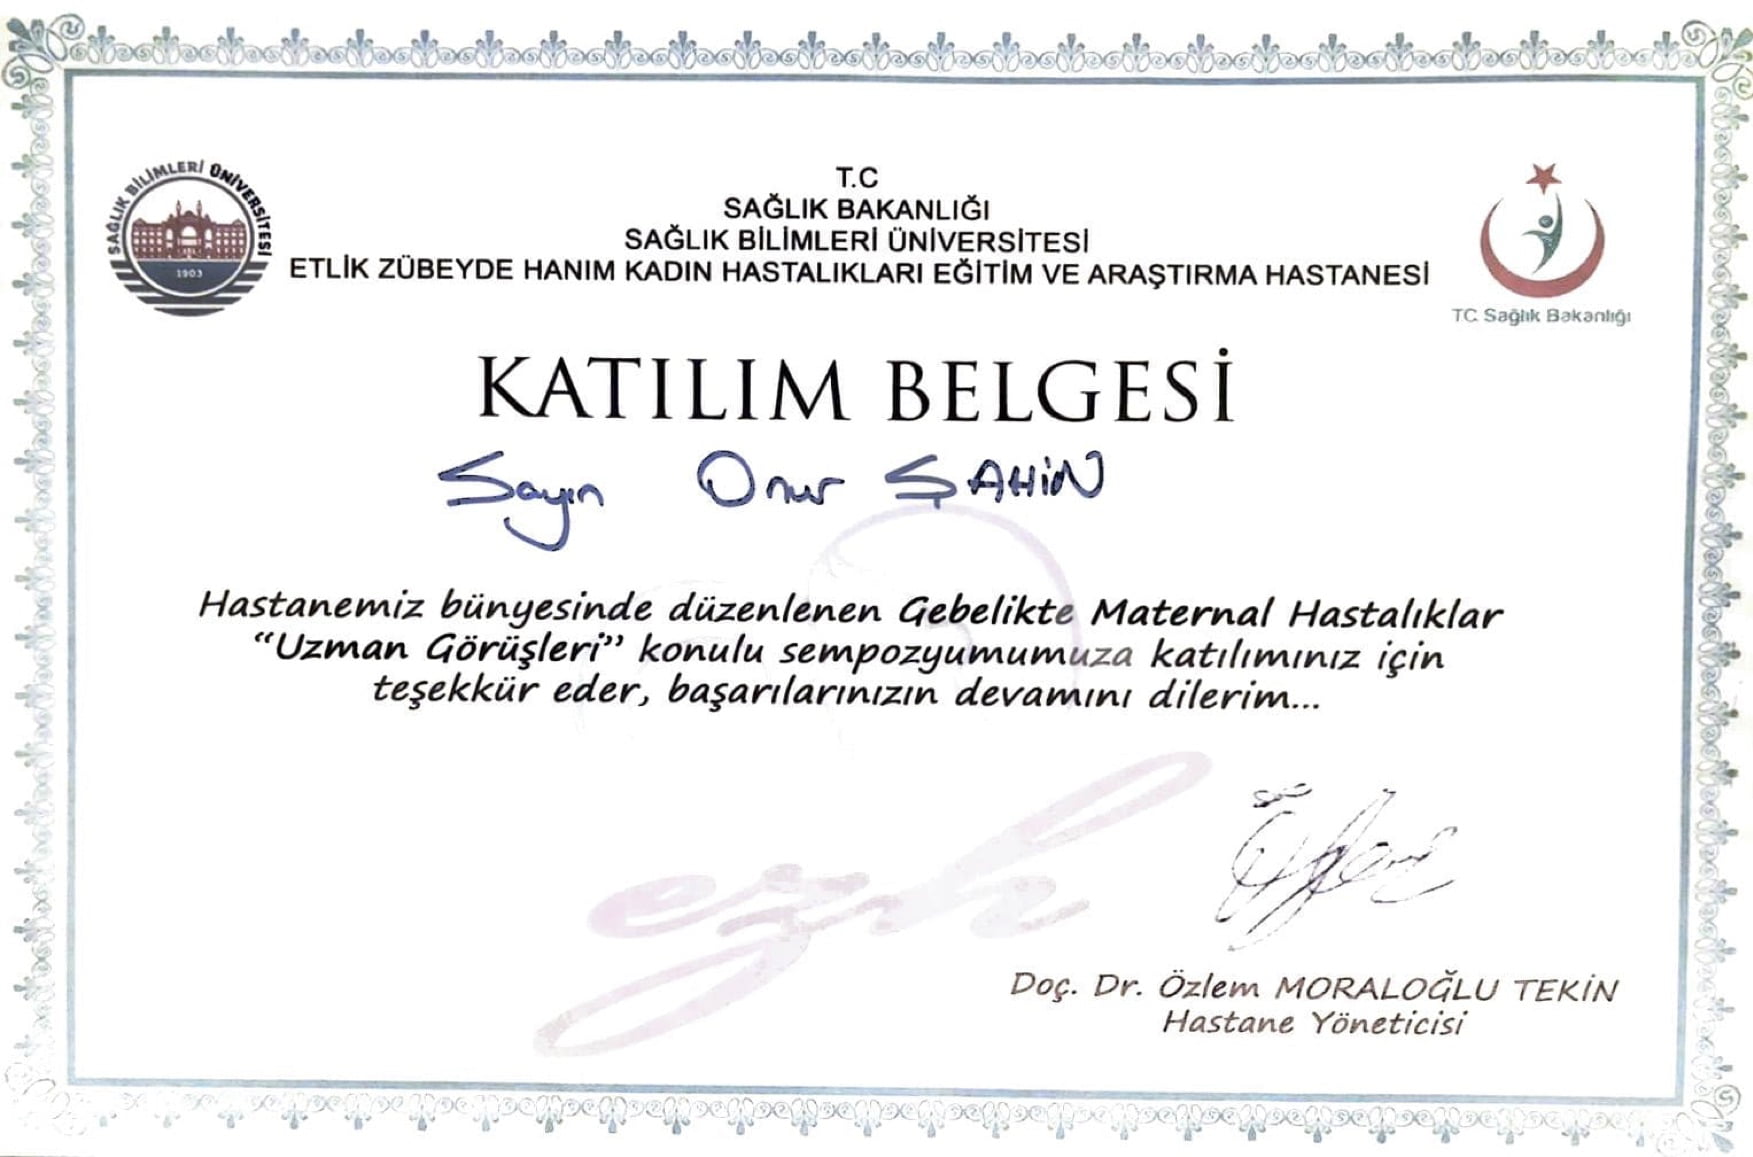 SAĞLIK BİLİMLERİ ÜNİVERSİTESİ
1903
T.C
SAĞLIK BAKANLIĞI
SAĞLIK BİLİMLERİ ÜNİVERSİTESİ
ETLİK ZÜBEYDE HANIM KADIN HASTALIKLARI EĞİTİM VE ARAŞTIRMA HASTANESİ
TC Sağlık Bakanlığı
KATILIM BELGESİ
Sayın Onur ŞAHİN
Hastanemiz bünyesinde düzenlenen Gebelikte Maternal Hastalıklar
“Uzman Görüşleri” konulu sempozyumumuza katılımınız için
teşekkür eder, başarılarınızın devamını dilerim...
ezh
Doç. Dr. Özlem MORALOĞLU TEKİN
Hastane Yöneticisi